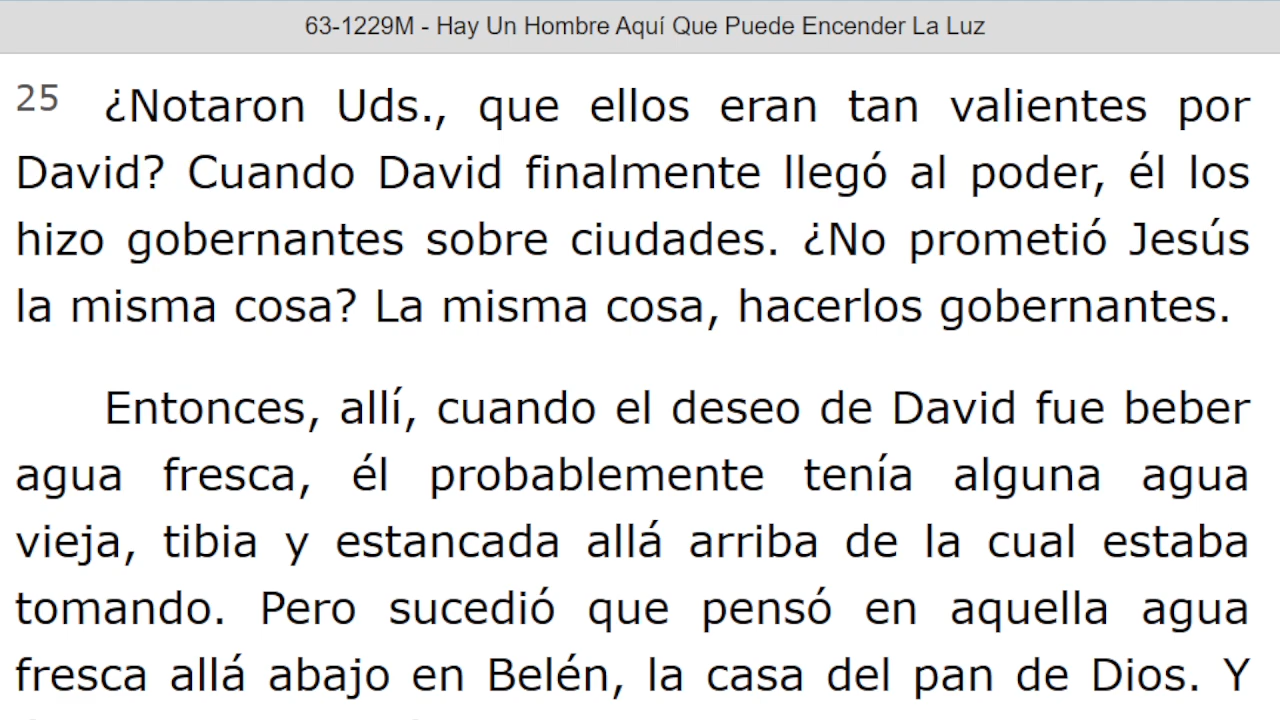 63-1229M - Hay Un Hombre Aquí Que Puede Encender La Luz
25 ¿Notaron Uds., que ellos eran tan valientes por
David? Cuando David finalmente llegó al poder, él los
hizo gobernantes sobre ciudades. ¿No prometió Jesús
la misma cosa? La misma cosa, hacerlos gobernantes.
Entonces, allí, cuando el deseo de David fue beber
agua fresca, él probablemente tenía alguna agua
vieja, tibia y estancada allá arriba de la cual estaba
tomando. Pero sucedió que pensó en aquella agua
fresca allá abajo en Belén, la casa del pan de Dios. Y